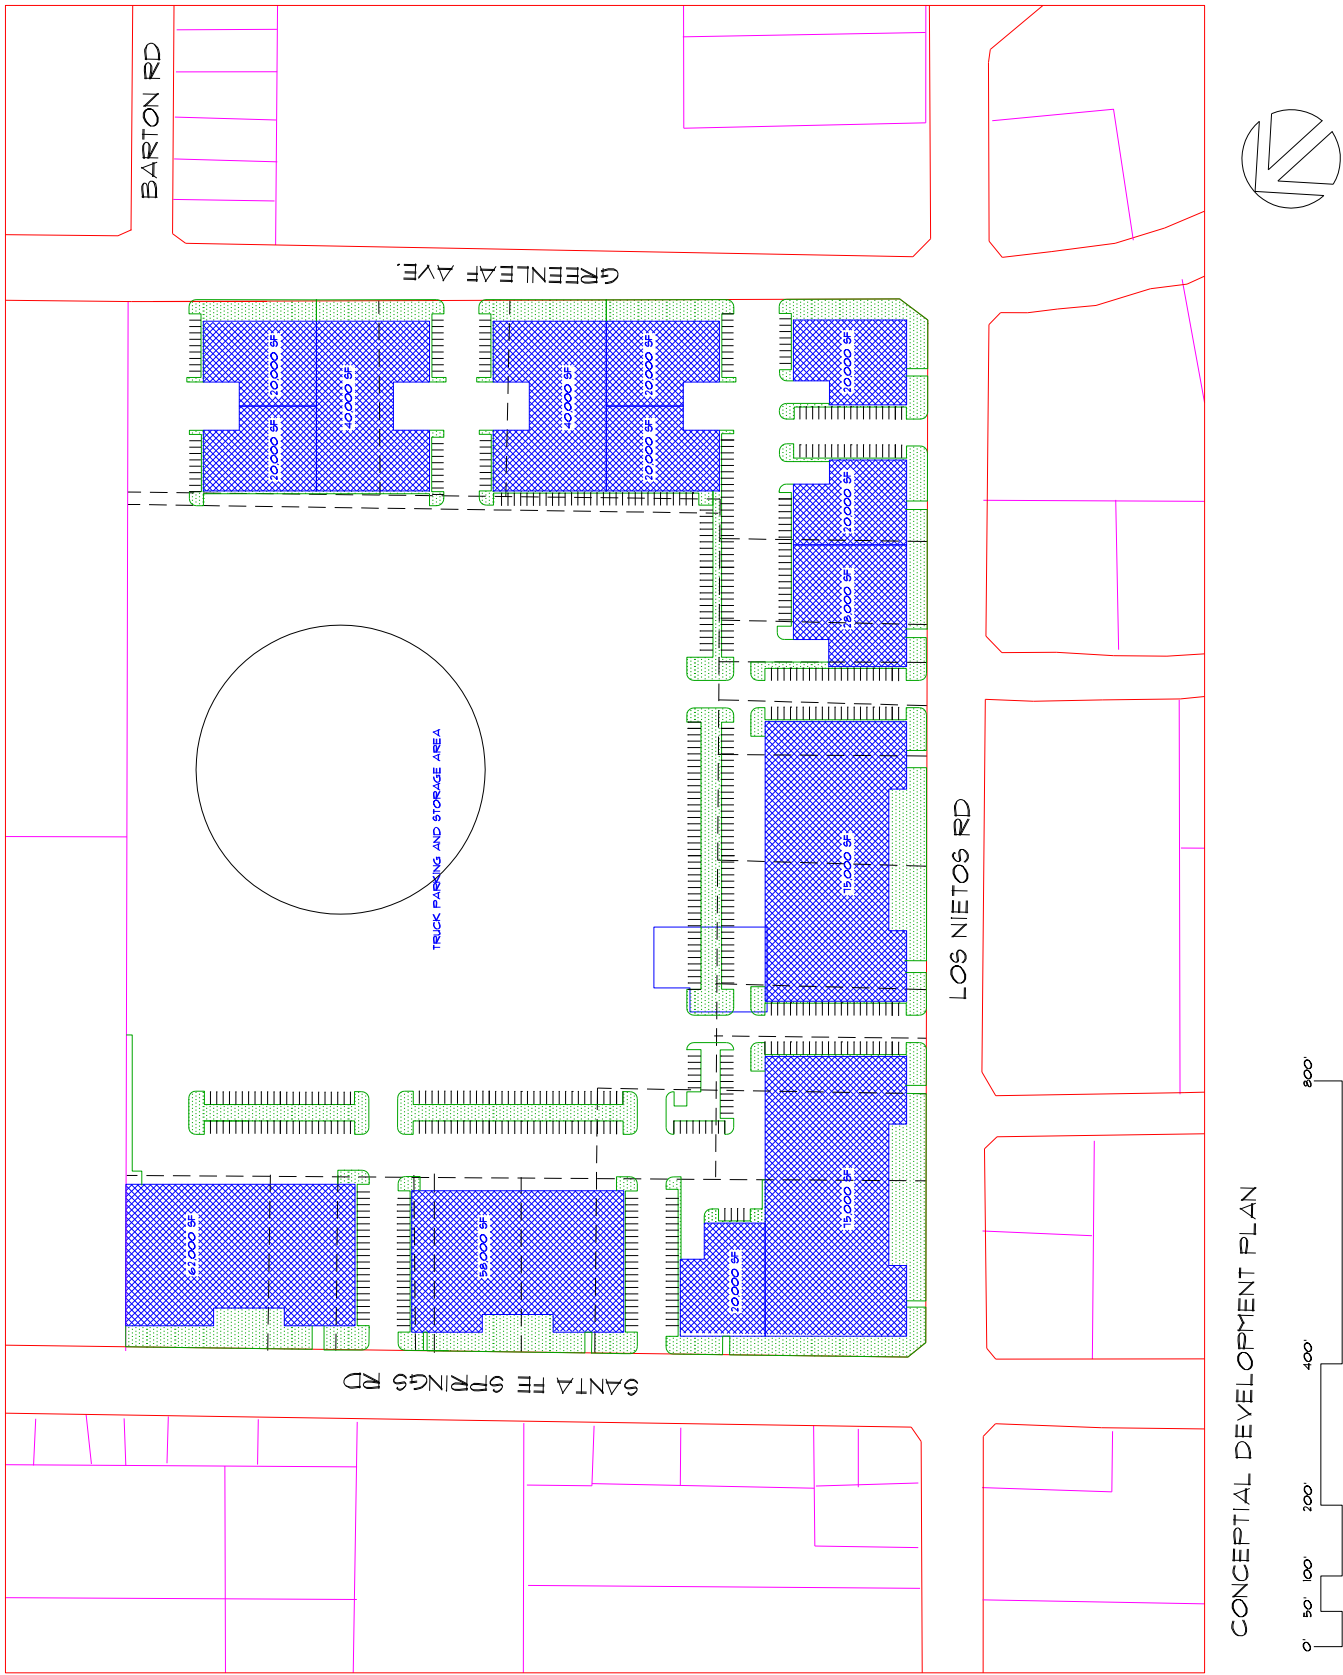 BARTON RD
GREENLEAF AVE.
20,000 SF
20,000 SF
40,000 SF
40,000 SF
20,000 SF
20,000 SF
20,000 SF
20,000 SF
28,000 SF
TRUCK PARKING AND STORAGE AREA
75,000 SF
LOS NIETOS RD
62,000 SF
58,000 SF
20,000 SF
75,000 SF
SANTA FE SPRINGS RD
CONCEPTIAL DEVELOPMENT PLAN
0' 50' 100' 200' 400' 800'